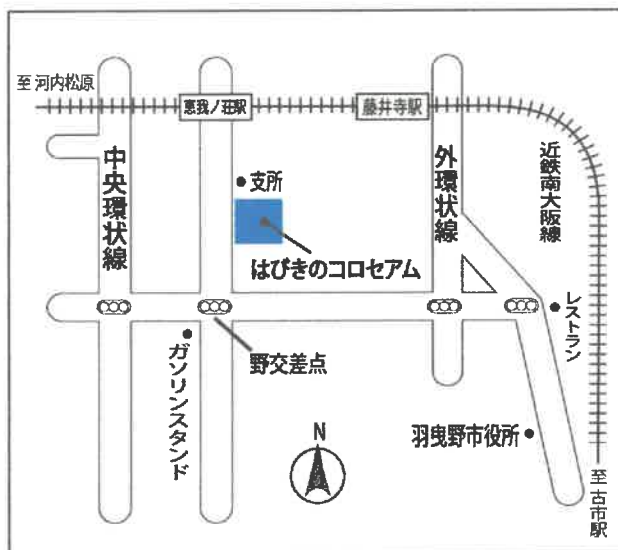 至 河内松原
恵我ノ荘駅
藤井寺駅
中央環状線
支所
外環状線
近鉄南大阪線
はびきのコロセアム
レストラン
ガソリンスタンド
野交差点
N
羽曳野市役所
至 古市駅